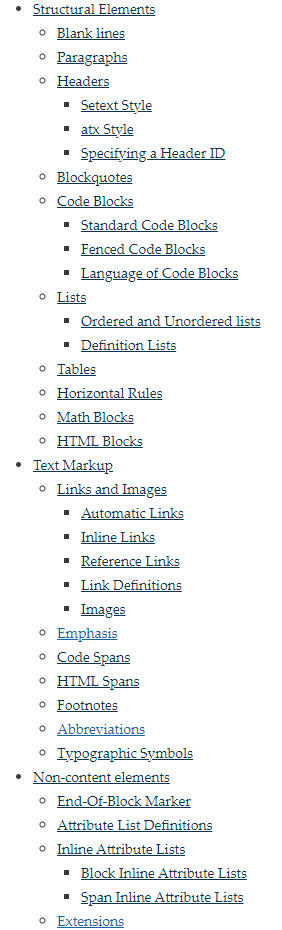 Structural Elements
Blank lines
Paragraphs
Headers
Setext Style
atx Style
Specifying a Header ID
Blockquotes
Code Blocks
Standard Code Blocks
Fenced Code Blocks
Language of Code Blocks
Lists
Ordered and Unordered lists
Definition Lists
Tables
Horizontal Rules
Math Blocks
HTML Blocks
Text Markup
Links and Images
Automatic Links
Inline Links
Reference Links
Link Definitions
Images
Emphasis
Code Spans
HTML Spans
Footnotes
Abbreviations
Typographic Symbols
Non-content elements
End-Of-Block Marker
Attribute List Definitions
Inline Attribute Lists
Block Inline Attribute Lists
Span Inline Attribute Lists
Extensions